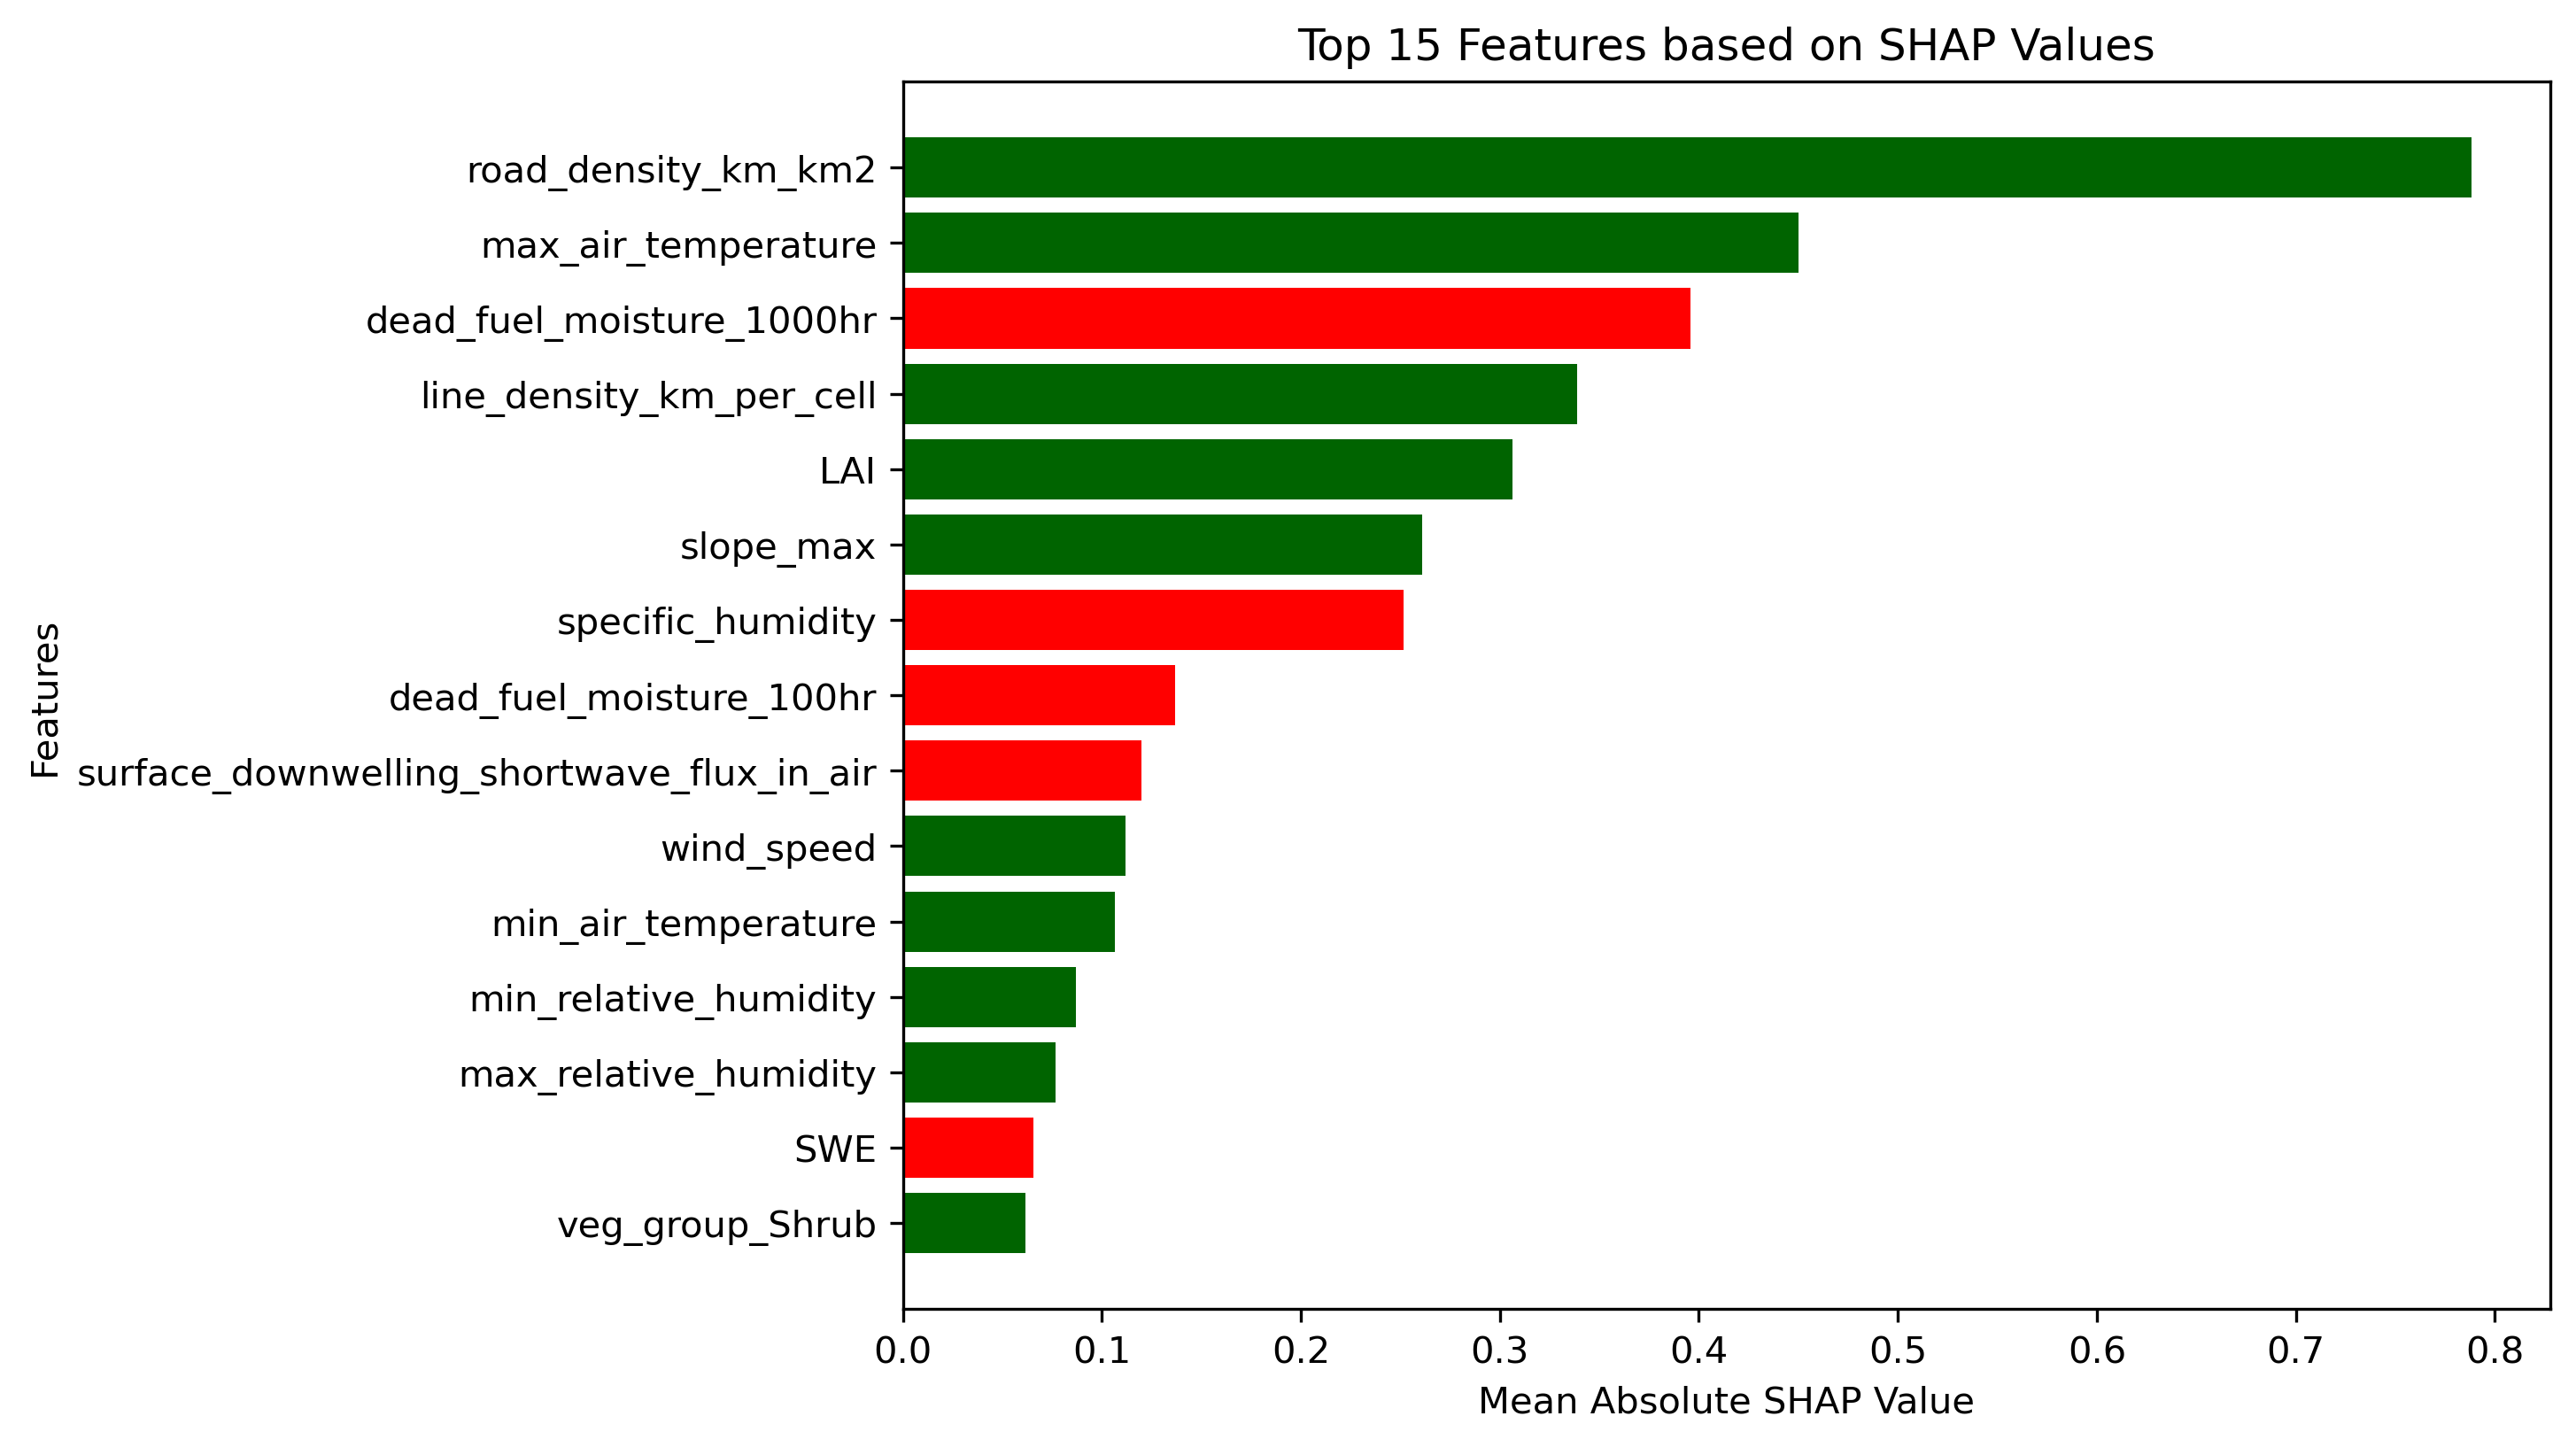 Top 15 Features based on SHAP Values
Features
road_density_km_km2
max_air_temperature
dead_fuel_moisture_1000hr
line_density_km_per_cell
LAI
slope_max
specific_humidity
dead_fuel_moisture_100hr
surface_downwelling_shortwave_flux_in_air
wind_speed
min_air_temperature
min_relative_humidity
max_relative_humidity
SWE
veg_group_Shrub
0.0 0.1 0.2 0.3 0.4 0.5 0.6 0.7 0.8
Mean Absolute SHAP Value